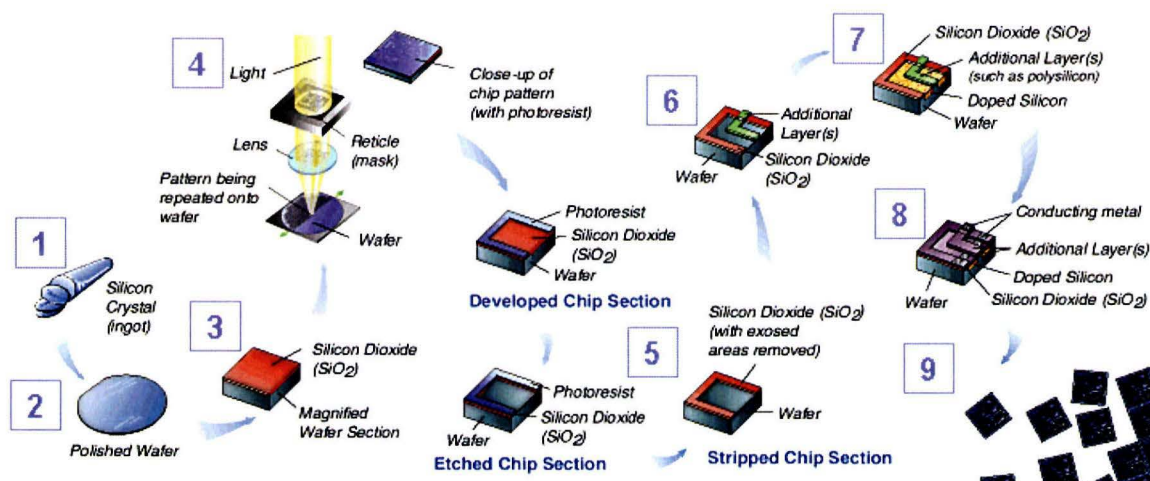 1
Silicon
Crystal
(ingot)
2
Polished Wafer
3
Silicon Dioxide
(SiO2)
Magnified
Wafer Section
4
Light
Reticle
(mask)
Lens
Pattern being
repeated onto
wafer
Wafer
Close-up of
chip pattern
(with photoresist)
Photoresist
Silicon Dioxide
(SiO2)
Wafer
Developed Chip Section
Photoresist
Silicon Dioxide
(SiO2)
Wafer
Etched Chip Section
5
Silicon Dioxide (SiO2)
(with exosed
areas removed)
Wafer
Stripped Chip Section
6
Additional
Layer(s)
Silicon Dioxide
(SiO2)
Wafer
7
Silicon Dioxide (SiO2)
Additional Layer(s)
(such as polysilicon)
Doped Silicon
Wafer
8
Conducting metal
Additional Layer(s)
Doped Silicon
Silicon Dioxide (SiO2)
Wafer
9